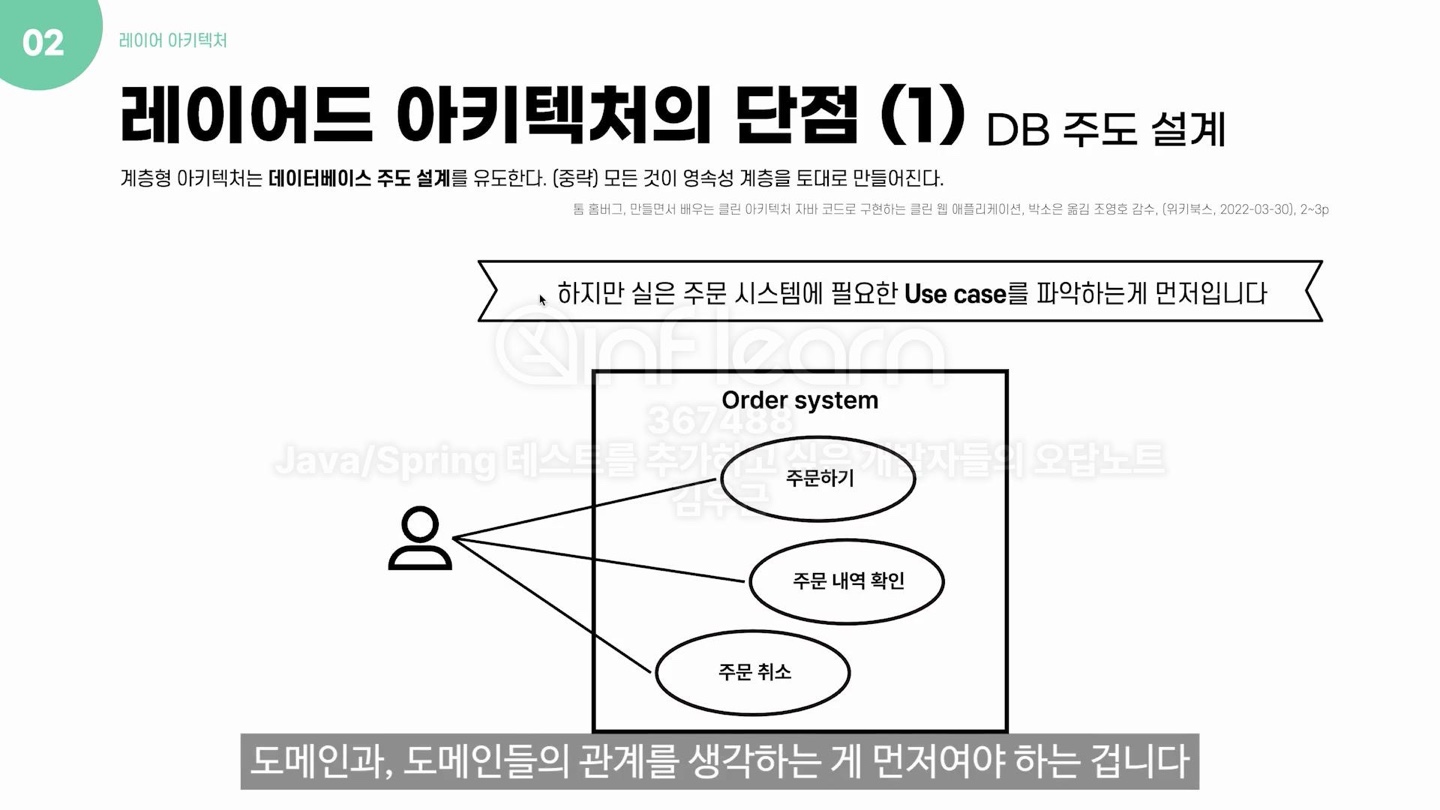 02
레이어 아키텍처
레이어드 아키텍처의 단점 (1) DB 주도 설계
계층형 아키텍처는 데이터베이스 주도 설계를 유도한다. (중략) 모든 것이 영속성 계층을 토대로 만들어진다.
톰 홈버그, 만들면서 배우는 클린 아키텍처 자바 코드로 구현하는 클린 웹 애플리케이션, 박소은 옮김 조영호 감수, (위키북스, 2022-03-30), 2~3p
하지만 실은 주문 시스템에 필요한 Use case를 파악하는게 먼저입니다
inflearn
Order system
367488
Java/Spring 테스트를 추가하고 싶은 개발자들의 오답노트
김우근
주문하기
주문 내역 확인
주문 취소
도메인과, 도메인들의 관계를 생각하는 게 먼저여야 하는 겁니다